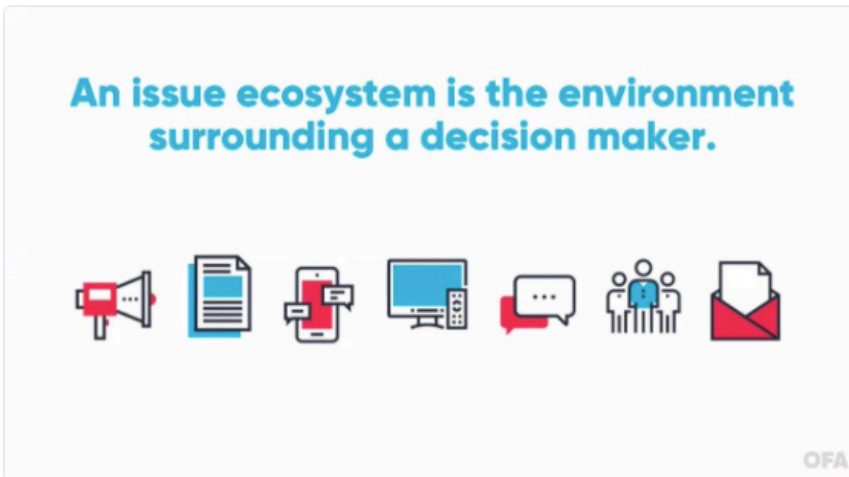 An issue ecosystem is the environment
surrounding a decision maker.
OFA